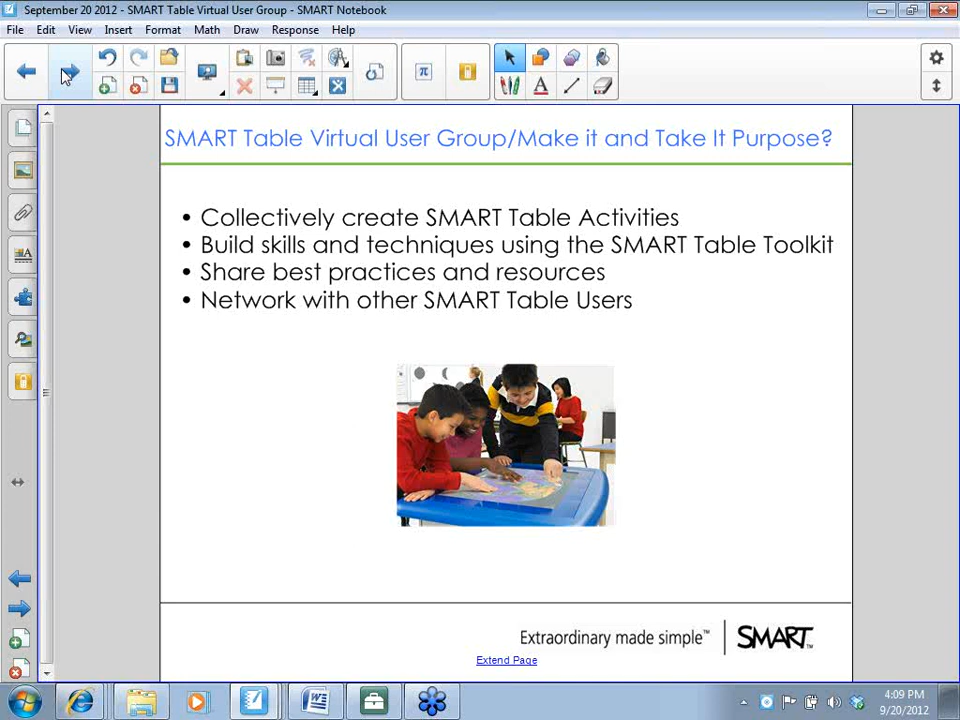 September 20 2012 - SMART Table Virtual User Group - SMART Notebook
File Edit View Insert Format Math Draw Response Help
SMART Table Virtual User Group/Make it and Take It Purpose?
• Collectively create SMART Table Activities
• Build skills and techniques using the SMART Table Toolkit
• Share best practices and resources
• Network with other SMART Table Users
Extraordinary made simple™ SMART™
Extend Page
4:09 PM
9/20/2012